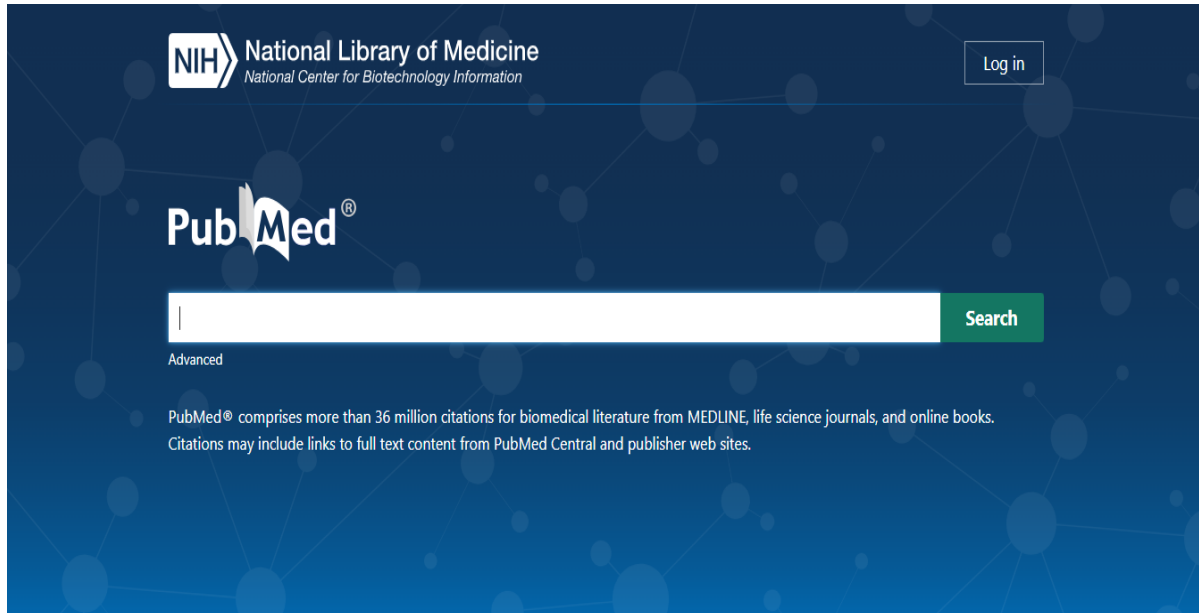 NIH National Library of Medicine
National Center for Biotechnology Information
Log in
PubMed®
Search
Advanced
PubMed® comprises more than 36 million citations for biomedical literature from MEDLINE, life science journals, and online books.
Citations may include links to full text content from PubMed Central and publisher web sites.